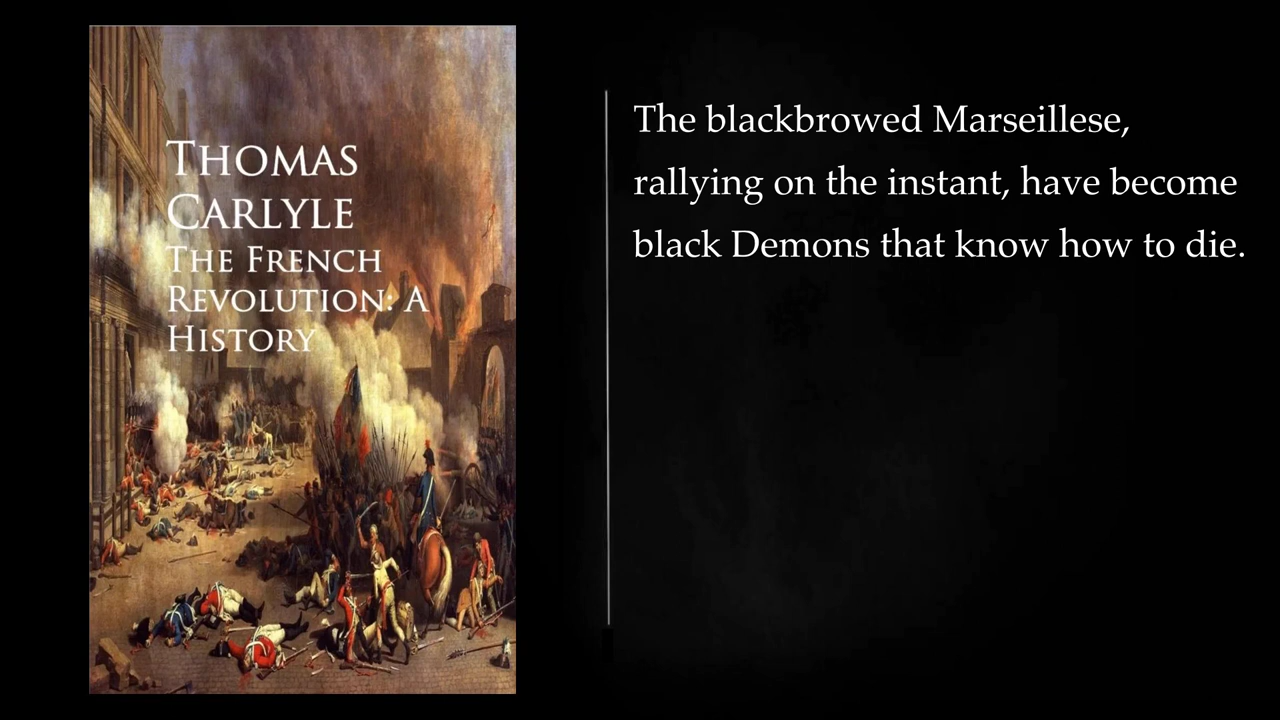 THOMAS
CARLYLE
THE FRENCH
REVOLUTION: A
HISTORY
The blackbrowed Marseillese,
rallying on the instant, have become
black Demons that know how to die.